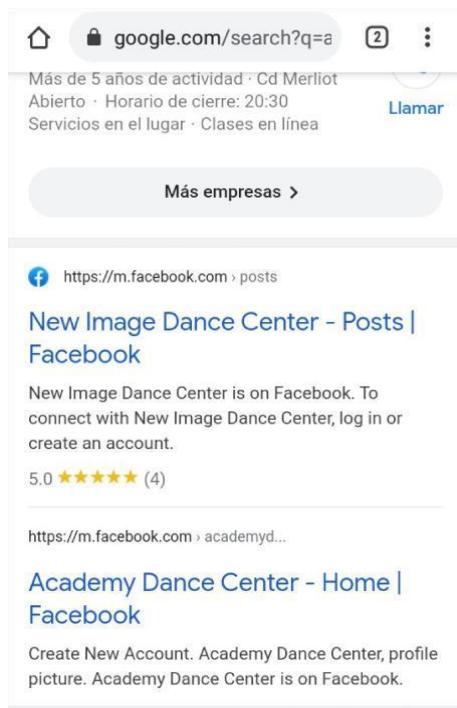 google.com/search?q=a
2
Más de 5 años de actividad · Cd Merliot
Abierto · Horario de cierre: 20:30
Servicios en el lugar · Clases en línea
Llamar
Más empresas >
https://m.facebook.com › posts
New Image Dance Center - Posts |
Facebook
New Image Dance Center is on Facebook. To
connect with New Image Dance Center, log in or
create an account.
5.0 ★★★★★ (4)
https://m.facebook.com › academyd...
Academy Dance Center - Home |
Facebook
Create New Account. Academy Dance Center, profile
picture. Academy Dance Center is on Facebook.